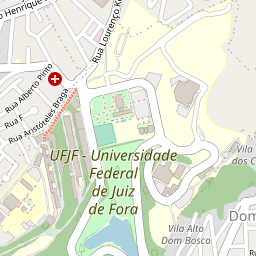 o Henrique
Rua Lourenço K
Rua Alberto Pinto
Rua F
Rua Aristóteles Braga
UFJF - Universidade
Federal
de Juiz
de Fora
Vila
dos C
Vila Alto
Dom Bosco
Dom